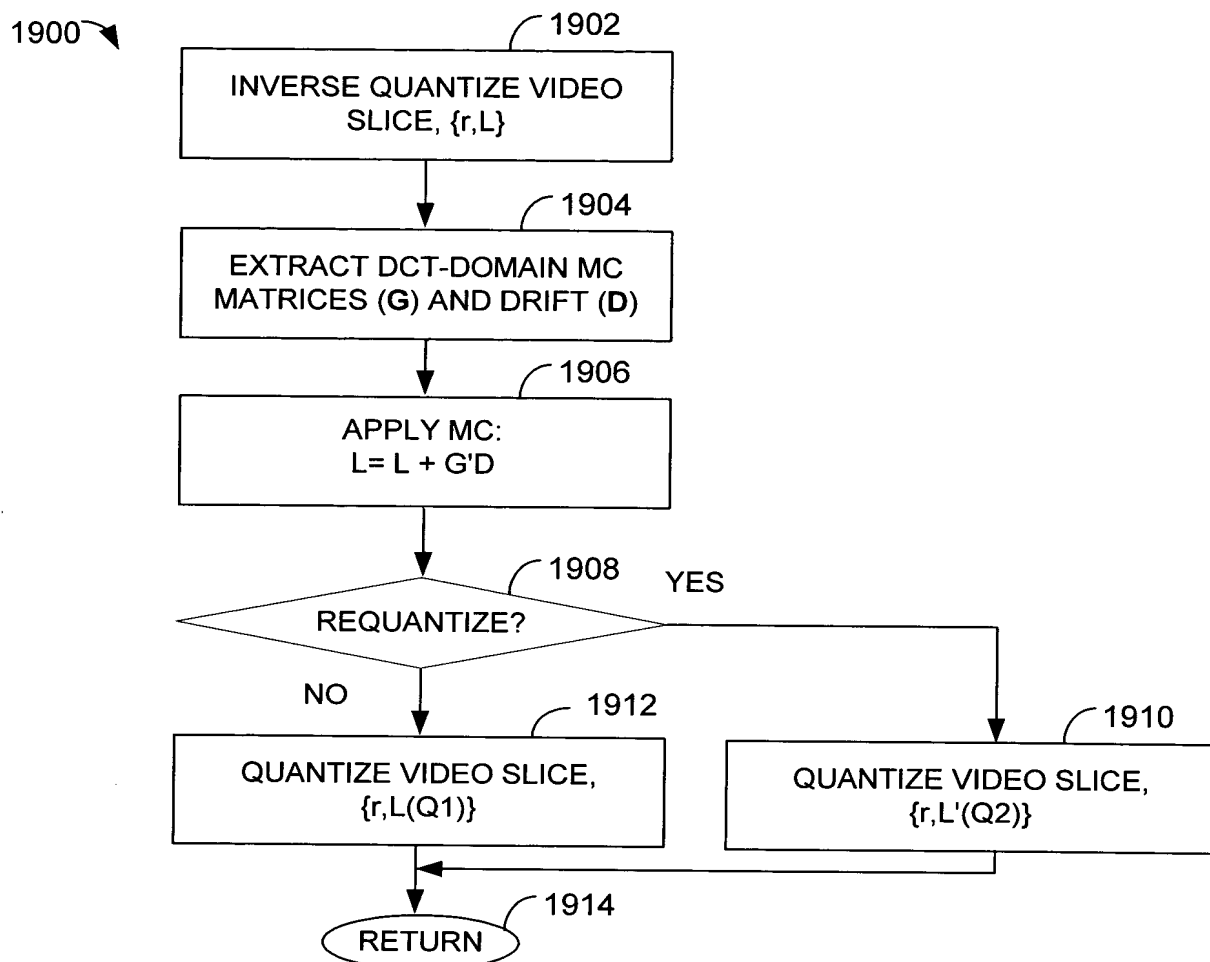 1900
1902
INVERSE QUANTIZE VIDEO
SLICE, {r,L}
1904
EXTRACT DCT-DOMAIN MC
MATRICES (G) AND DRIFT (D)
1906
APPLY MC:
L= L + G'D
1908
REQUANTIZE?
YES
NO
1912
QUANTIZE VIDEO SLICE,
{r,L(Q1)}
1910
QUANTIZE VIDEO SLICE,
{r,L'(Q2)}
1914
RETURN